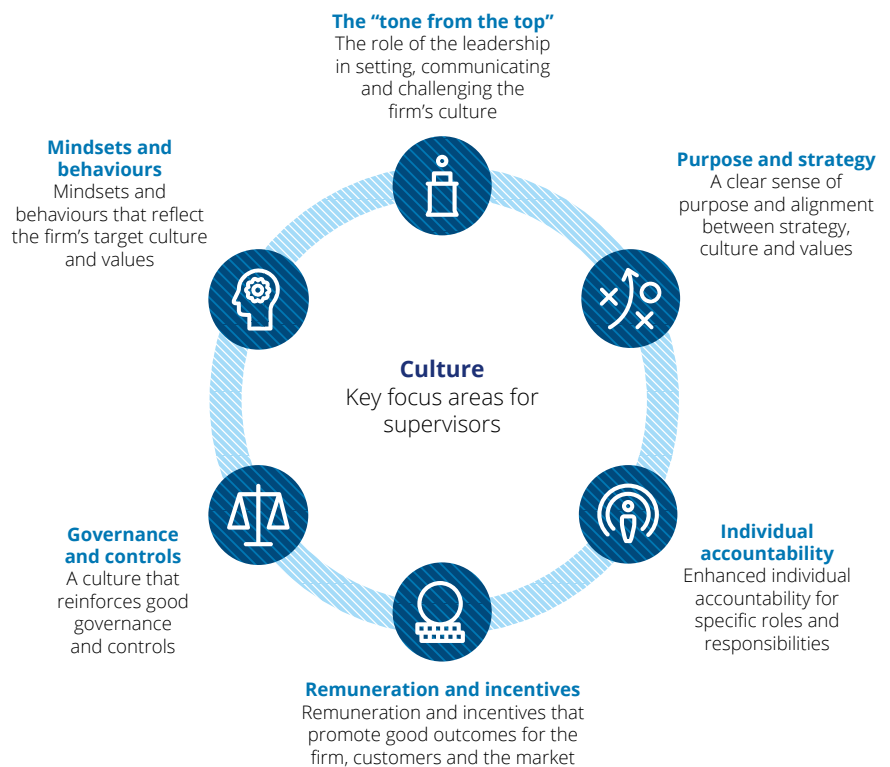 The “tone from the top”
The role of the leadership
in setting, communicating
and challenging the
firm’s culture
Purpose and strategy
A clear sense of
purpose and alignment
between strategy,
culture and values
Individual
accountability
Enhanced individual
accountability for
specific roles and
responsibilities
Remuneration and incentives
Remuneration and incentives that
promote good outcomes for the
firm, customers and the market
Governance
and controls
A culture that
reinforces good
governance
and controls
Mindsets and
behaviours
Mindsets and
behaviours that reflect
the firm’s target culture
and values
Culture
Key focus areas for
supervisors